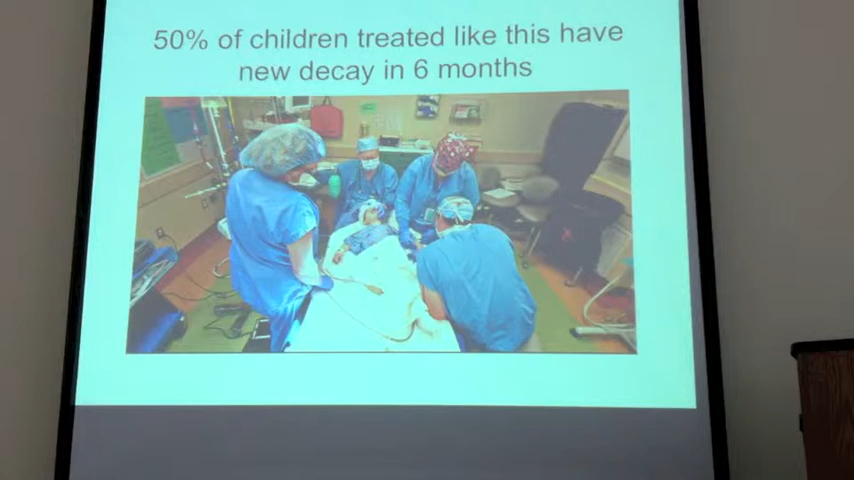 50% of children treated like this have
new decay in 6 months